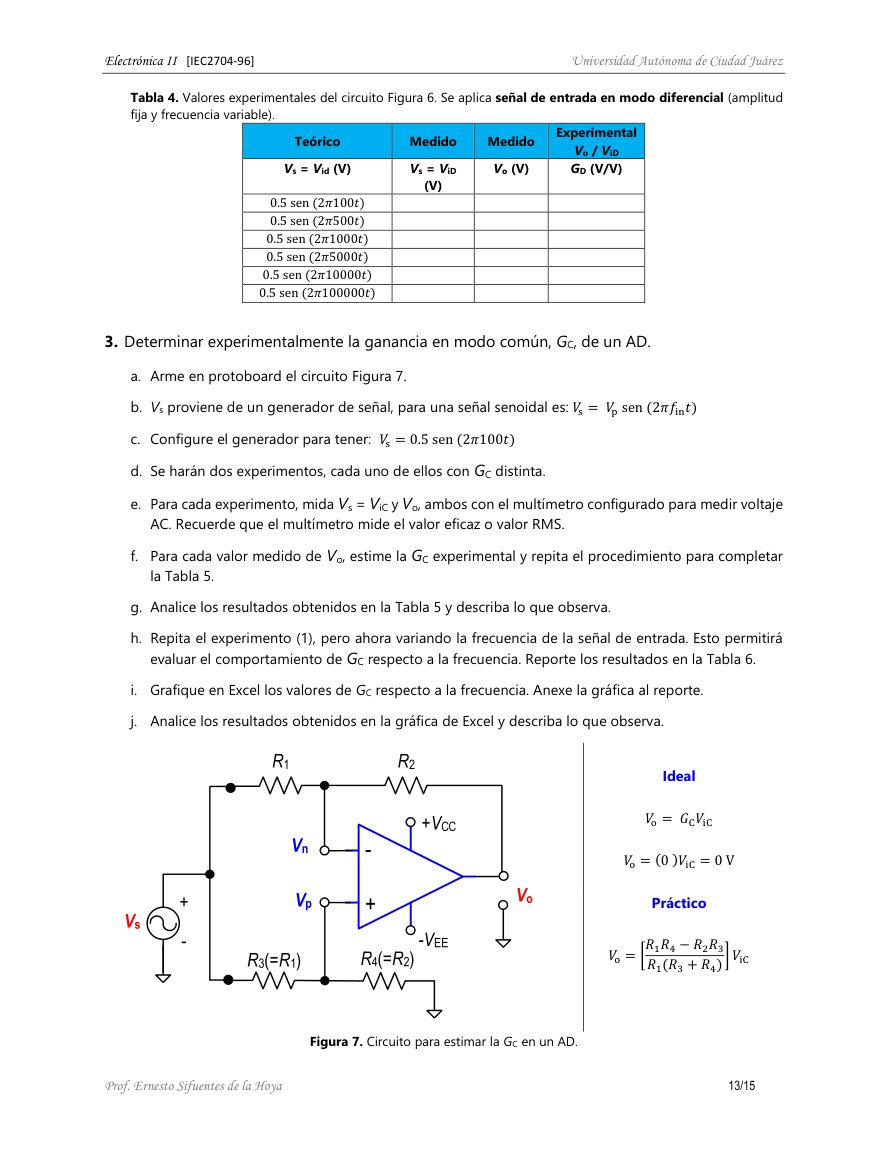 Electrónica II [IEC2704-96] Universidad Autónoma de Ciudad Juárez
Tabla 4. Valores experimentales del circuito Figura 6. Se aplica señal de entrada en modo diferencial (amplitud
fija y frecuencia variable).
Teórico Medido Medido Experimental
Vo / ViD
Vs = Vid (V) Vs = ViD (V) Vo (V) GD (V/V)
0.5 sen (2𝜋100𝑡)
0.5 sen (2𝜋500𝑡)
0.5 sen (2𝜋1000𝑡)
0.5 sen (2𝜋5000𝑡)
0.5 sen (2𝜋10000𝑡)
0.5 sen (2𝜋100000𝑡)
3. Determinar experimentalmente la ganancia en modo común, GC, de un AD.
a. Arme en protoboard el circuito Figura 7.
b. Vs proviene de un generador de señal, para una señal senoidal es: Vs = Vp sen (2𝜋fin t)
c. Configure el generador para tener: Vs = 0.5 sen (2𝜋100𝑡)
d. Se harán dos experimentos, cada uno de ellos con GC distinta.
e. Para cada experimento, mida Vs = ViC y Vo, ambos con el multímetro configurado para medir voltaje
AC. Recuerde que el multímetro mide el valor eficaz o valor RMS.
f. Para cada valor medido de Vo, estime la GC experimental y repita el procedimiento para completar
la Tabla 5.
g. Analice los resultados obtenidos en la Tabla 5 y describa lo que observa.
h. Repita el experimento (1), pero ahora variando la frecuencia de la señal de entrada. Esto permitirá
evaluar el comportamiento de GC respecto a la frecuencia. Reporte los resultados en la Tabla 6.
i. Grafique en Excel los valores de GC respecto a la frecuencia. Anexe la gráfica al reporte.
j. Analice los resultados obtenidos en la gráfica de Excel y describa lo que observa.
R1 R2
+VCC
Vn -
Vp +
Vo
-VEE
+
Vs
-
R3(=R1) R4(=R2)
Ideal
Vo = GCViC
Vo = (0 )ViC = 0 V
Práctico
Vo = [R1R4 − R2R3 / R1(R3 + R4)] ViC
Figura 7. Circuito para estimar la GC en un AD.
Prof. Ernesto Sifuentes de la Hoya 13/15